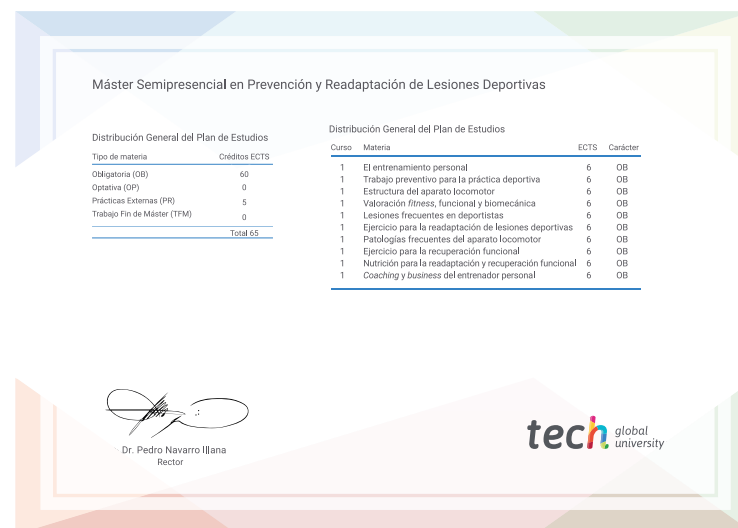 Máster Semipresencial en Prevención y Readaptación de Lesiones Deportivas
Distribución General del Plan de Estudios
Tipo de materia Créditos ECTS
Obligatoria (OB) 60
Optativa (OP) 0
Prácticas Externas (PR) 5
Trabajo Fin de Máster (TFM) 0
Total 65
Distribución General del Plan de Estudios
Curso Materia ECTS Carácter
1 El entrenamiento personal 6 OB
1 Trabajo preventivo para la práctica deportiva 6 OB
1 Estructura del aparato locomotor 6 OB
1 Valoración fitness, funcional y biomecánica 6 OB
1 Lesiones frecuentes en deportistas 6 OB
1 Ejercicio para la readaptación de lesiones deportivas 6 OB
1 Patologías frecuentes del aparato locomotor 6 OB
1 Ejercicio para la recuperación funcional 6 OB
1 Nutrición para la readaptación y recuperación funcional 6 OB
1 Coaching y business del entrenador personal 6 OB
Dr. Pedro Navarro Illana
Rector
tech global
university